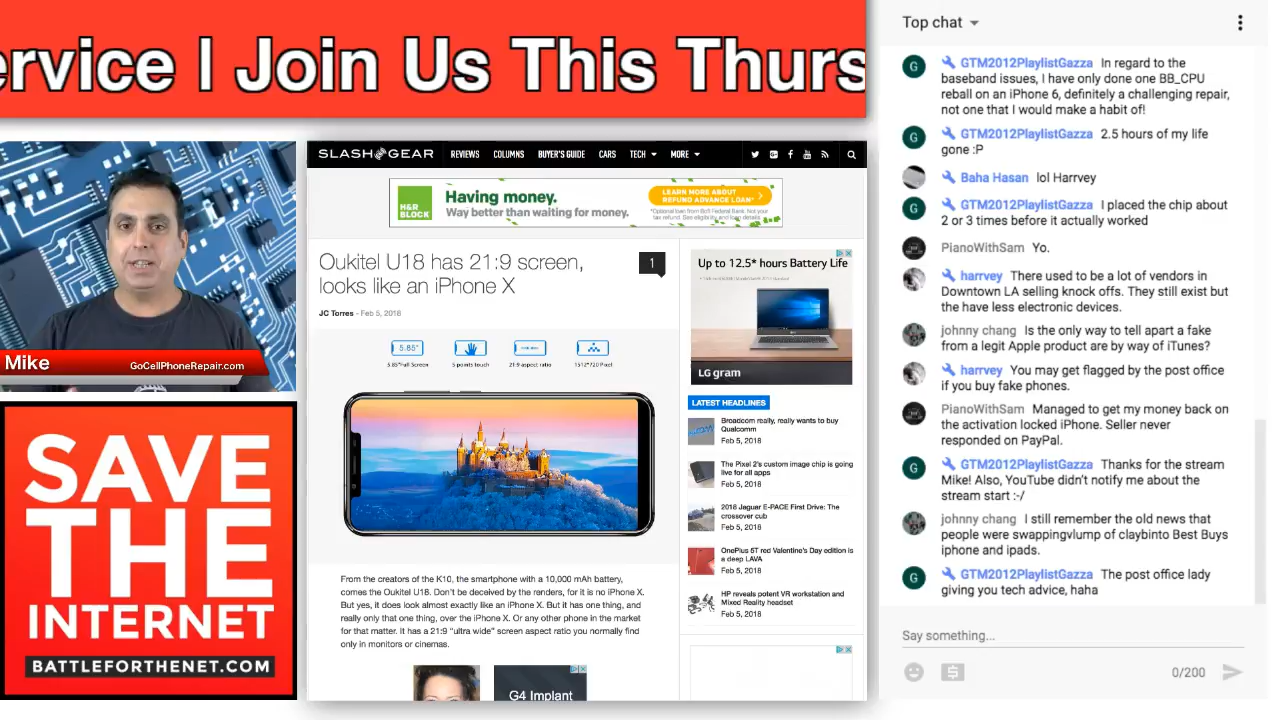 ervice | Join Us This Thurs
Mike
GoCellPhoneRepair.com
SAVE
THE
INTERNET
BATTLEFORTHENET.COM
SLASHGEAR
REVIEWS COLUMNS BUYER'S GUIDE CARS TECH MORE
H&R BLOCK
Having money.
Way better than waiting for money.
LEARN MORE ABOUT
REFUND ADVANCE LOAN*
Oukitel U18 has 21:9 screen,
looks like an iPhone X
1
JC Torres - Feb 5, 2018
5.85"
5.85"Full Screen
5 points touch
21:9 aspect ratio
1512*720 Pixel
From the creators of the K10, the smartphone with a 10,000 mAh battery,
comes the Oukitel U18. Don't be deceived by the renders, for it is no iPhone X.
But yes, it does look almost exactly like an iPhone X. But it has one thing, and
really only that one thing, over the iPhone X. Or any other phone in the market
for that matter. It has a 21:9 "ultra wide" screen aspect ratio you normally find
only in monitors or cinemas.
G4 Implant
Up to 12.5* hours Battery Life
LG gram
LATEST HEADLINES
Broadcom really, really wants to buy
Qualcomm
Feb 5, 2018
The Pixel 2's custom image chip is going
live for all apps
Feb 5, 2018
2018 Jaguar E-PACE First Drive: The
crossover cub
Feb 5, 2018
OnePlus 5T red Valentine's Day edition is
a deep LAVA
Feb 5, 2018
HP reveals potent VR workstation and
Mixed Reality headset
Feb 5, 2018
Top chat
G
GTM2012PlaylistGazza In regard to the
baseband issues, I have only done one BB_CPU
reball on an iPhone 6, definitely a challenging repair,
not one that I would make a habit of!
G
GTM2012PlaylistGazza 2.5 hours of my life
gone :P
Baha Hasan lol Harrvey
G
GTM2012PlaylistGazza I placed the chip about
2 or 3 times before it actually worked
PianoWithSam Yo.
harrvey There used to be a lot of vendors in
Downtown LA selling knock offs. They still exist but
the have less electronic devices.
johnny chang Is the only way to tell apart a fake
from a legit Apple product are by way of iTunes?
harrvey You may get flagged by the post office
if you buy fake phones.
PianoWithSam Managed to get my money back on
the activation locked iPhone. Seller never
responded on PayPal.
G
GTM2012PlaylistGazza Thanks for the stream
Mike! Also, YouTube didn't notify me about the
stream start :-/
johnny chang I still remember the old news that
people were swappingvlump of claybinto Best Buys
iphone and ipads.
G
GTM2012PlaylistGazza The post office lady
giving you tech advice, haha
Say something...
0/200